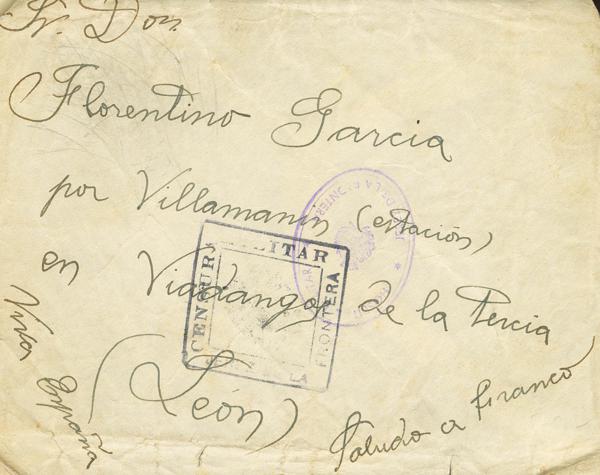 Sr. Don
Florentino Garcia
por Villamanin (estación)
en Viadangos de la Tercia
(León)
Viva España
Saludo a Franco
CENSURA MILITAR
FRONTERA
LA